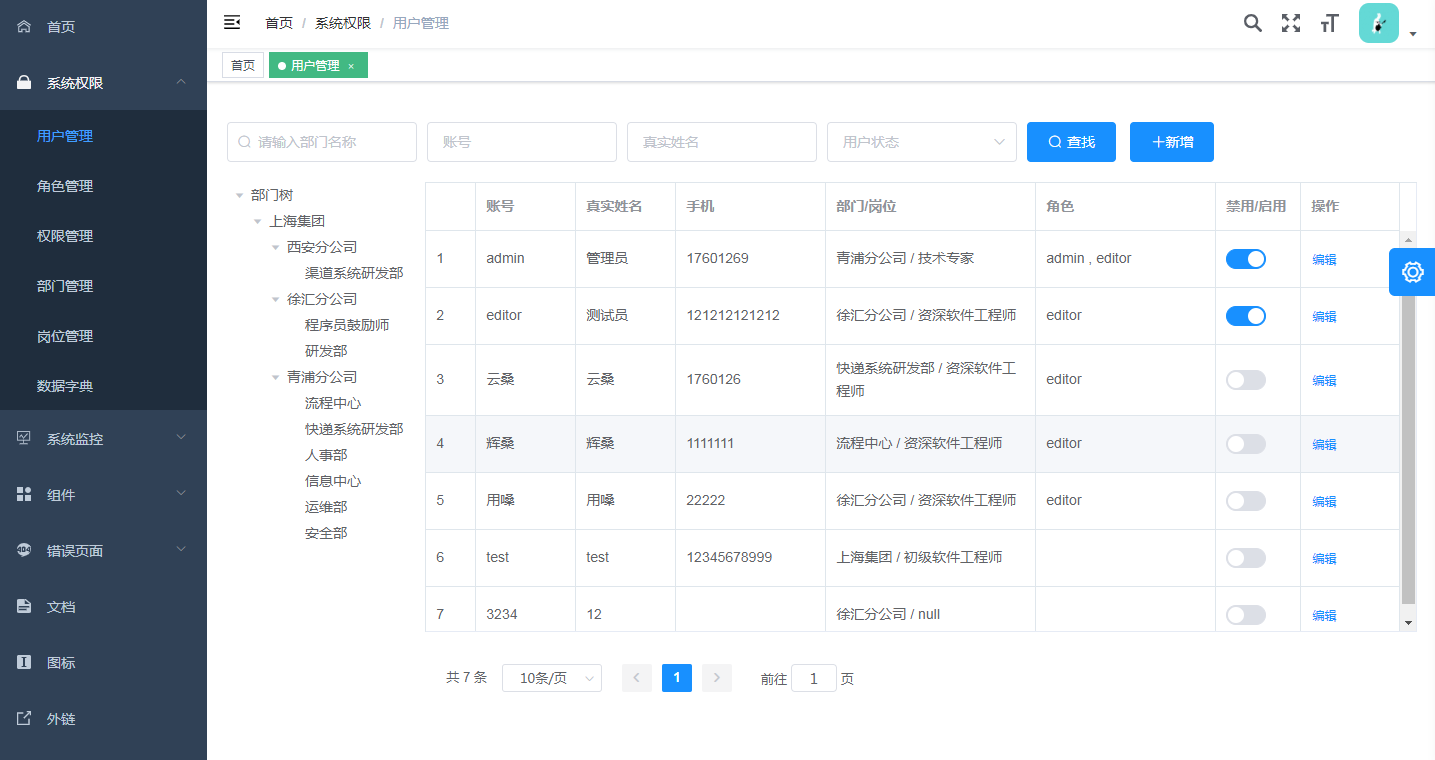 首页
系统权限
用户管理
角色管理
权限管理
部门管理
岗位管理
数据字典
系统监控
组件
404 错误页面
文档
图标
外链
首页 / 系统权限 / 用户管理
首页 用户管理 ×
请输入部门名称 账号 真实姓名 用户状态 查找 +新增
部门树
上海集团
西安分公司
渠道系统研发部
徐汇分公司
程序员鼓励师
研发部
青浦分公司
流程中心
快递系统研发部
人事部
信息中心
运维部
安全部
账号 真实姓名 手机 部门/岗位 角色 禁用/启用 操作
1 admin 管理员 17601269 青浦分公司 / 技术专家 admin , editor 编辑
2 editor 测试员 121212121212 徐汇分公司 / 资深软件工程师 editor 编辑
3 云桑 云桑 1760126 快递系统研发部 / 资深软件工 editor 编辑
程师
4 辉桑 辉桑 1111111 流程中心 / 资深软件工程师 editor 编辑
5 用嗓 用嗓 22222 徐汇分公司 / 资深软件工程师 editor 编辑
6 test test 12345678999 上海集团 / 初级软件工程师 编辑
7 3234 12 徐汇分公司 / null 编辑
共 7 条 10条/页 1 前往 1 页